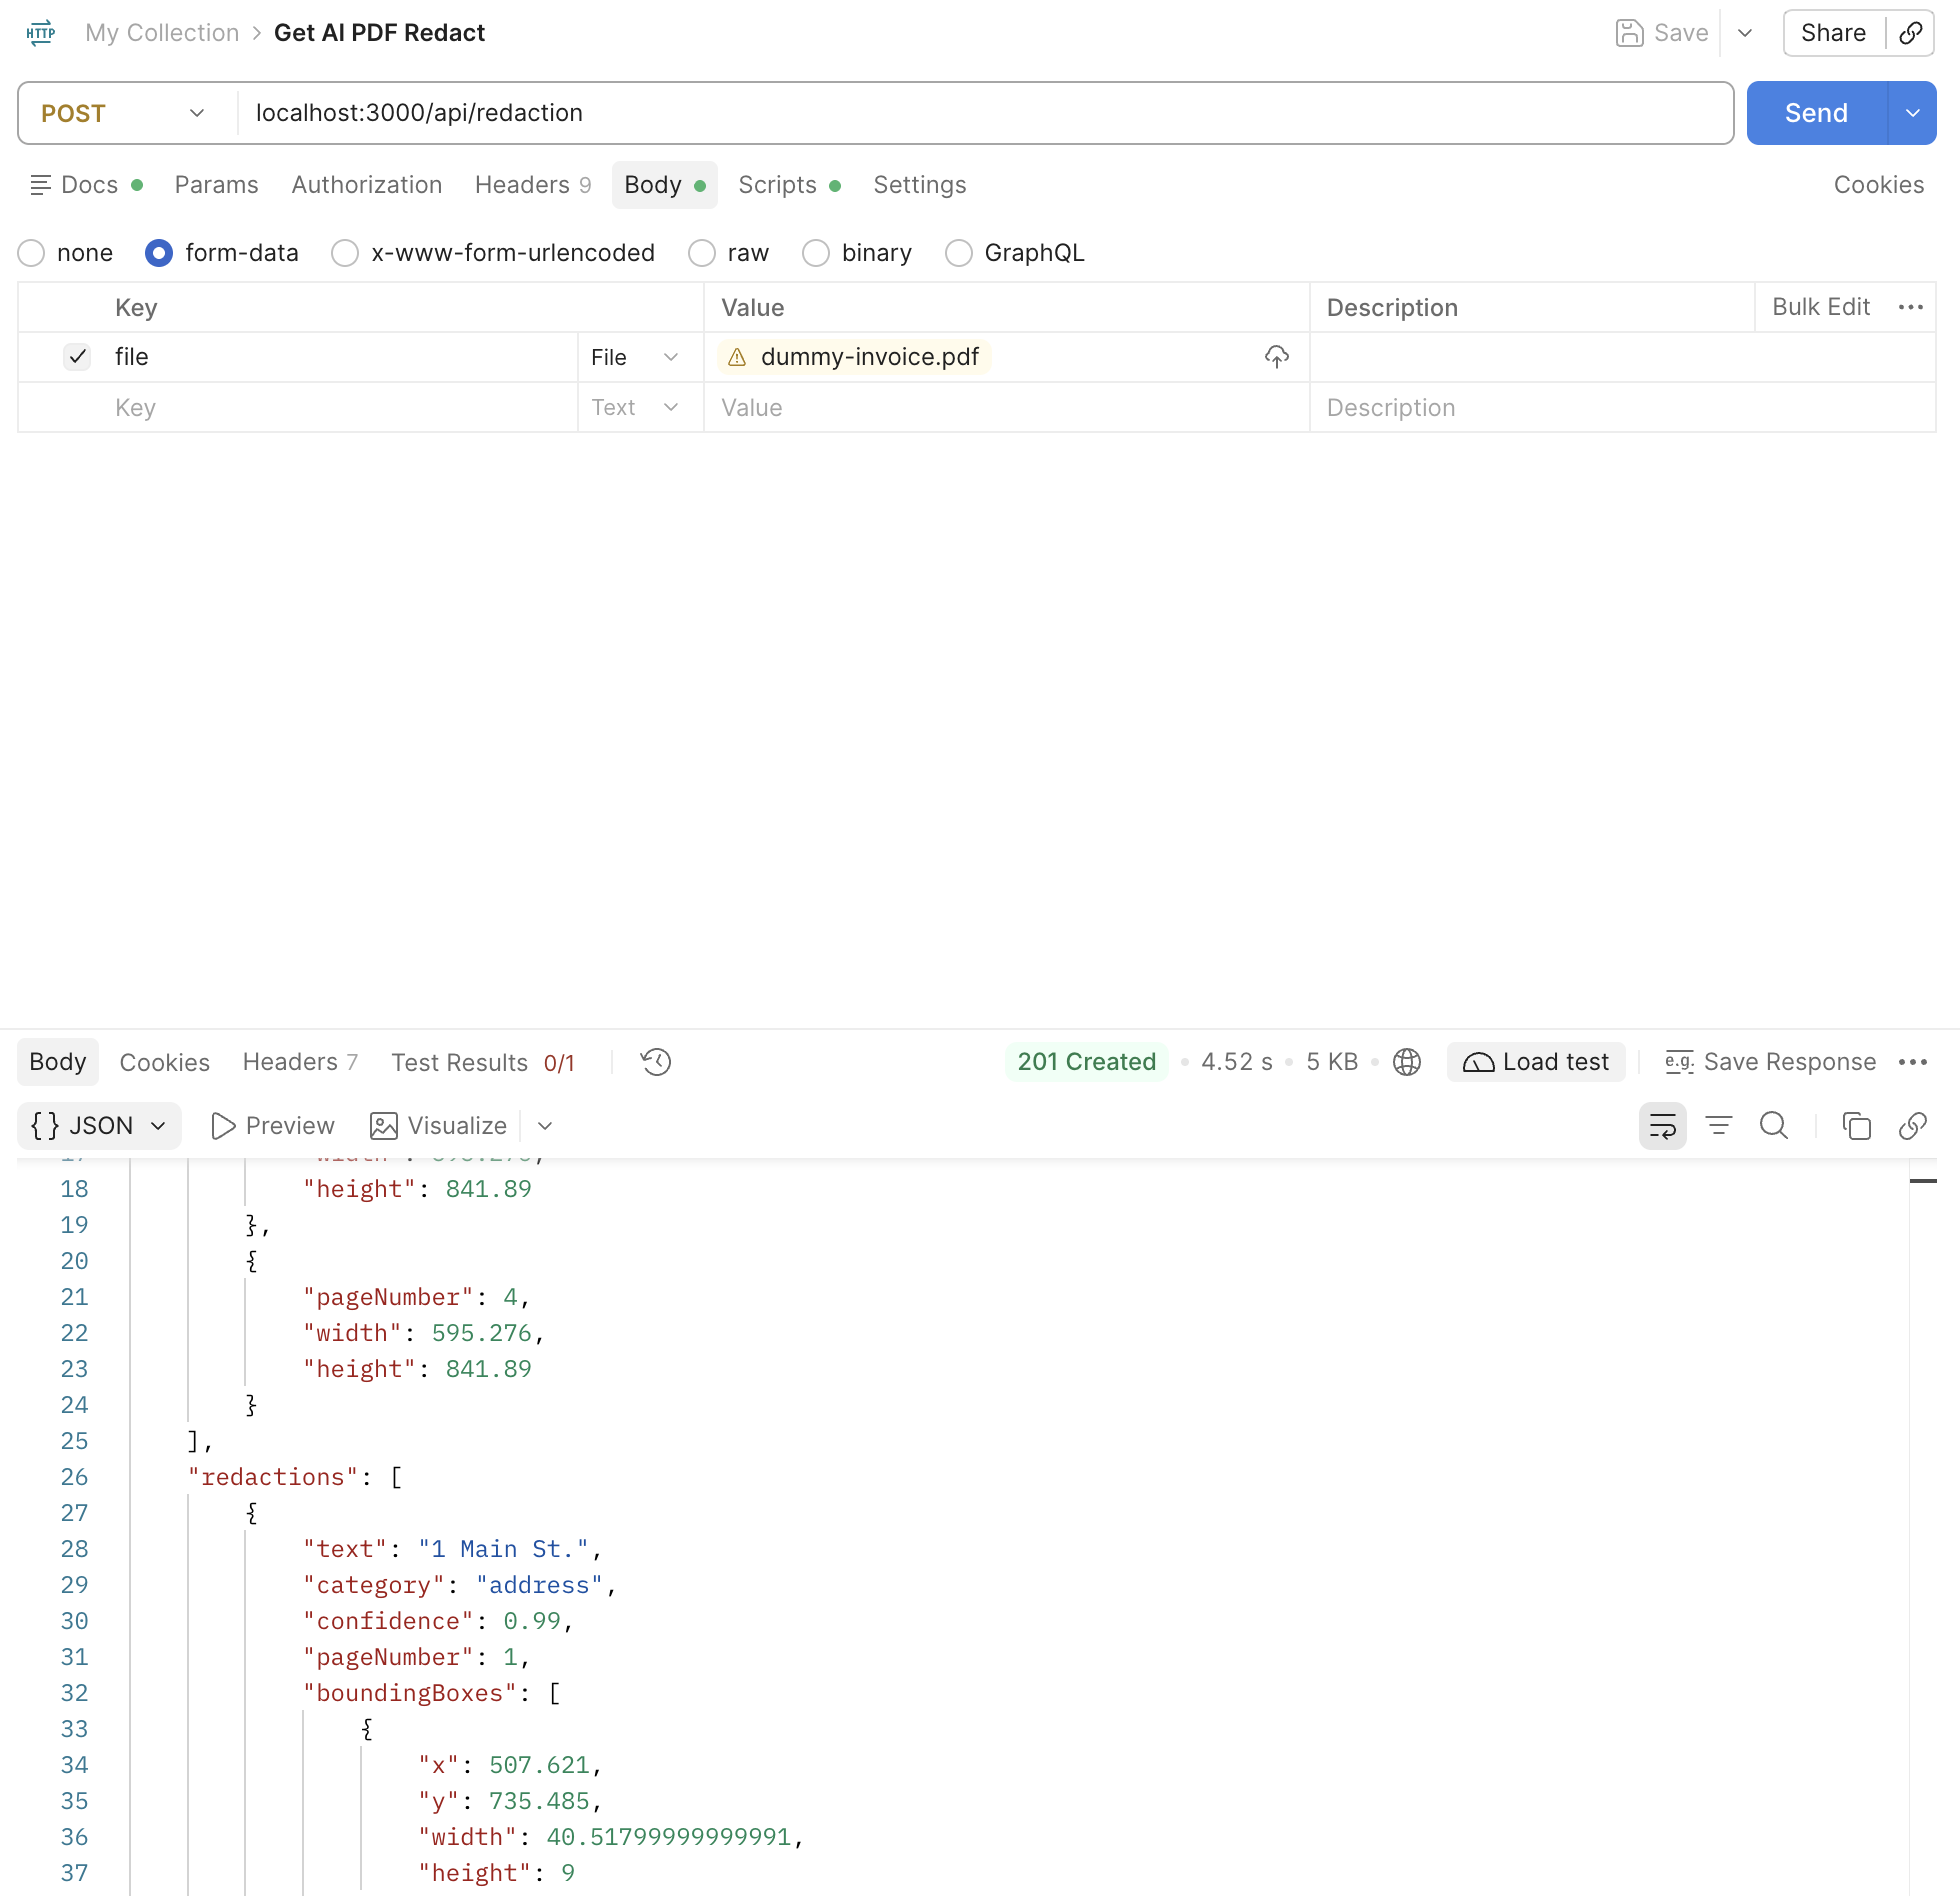 HTTP My Collection > Get AI PDF Redact Save Share
POST localhost:3000/api/redaction Send
Docs Params Authorization Headers 9 Body Scripts Settings Cookies
none form-data x-www-form-urlencoded raw binary GraphQL
Key Value Description Bulk Edit
file File dummy-invoice.pdf
Key Text Value Description
Body Cookies Headers 7 Test Results 0/1 201 Created 4.52 s 5 KB Load test e.g. Save Response
{} JSON Preview Visualize
18 "height": 841.89
19 },
20 {
21 "pageNumber": 4,
22 "width": 595.276,
23 "height": 841.89
24 }
25 ],
26 "redactions": [
27 {
28 "text": "1 Main St.",
29 "category": "address",
30 "confidence": 0.99,
31 "pageNumber": 1,
32 "boundingBoxes": [
33 {
34 "x": 507.621,
35 "y": 735.485,
36 "width": 40.51799999999991,
37 "height": 9